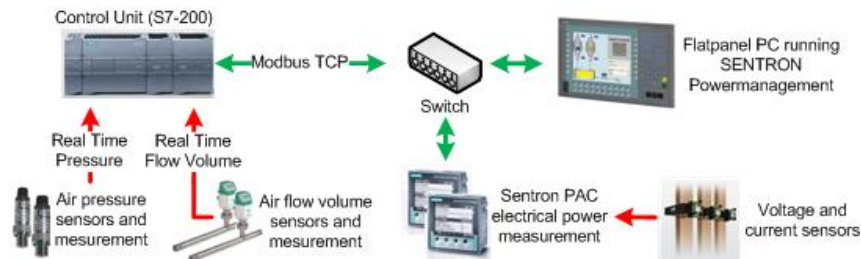 Control Unit (S7-200)
Modbus TCP
Switch
Flatpanel PC running
SENTRON
Powermanagement
Real Time
Pressure
Real Time
Flow Volume
Air pressure
sensors and
mesurement
Air flow volume
sensors and
mesurement
Sentron PAC
electrical power
measurement
Voltage and
current sensors